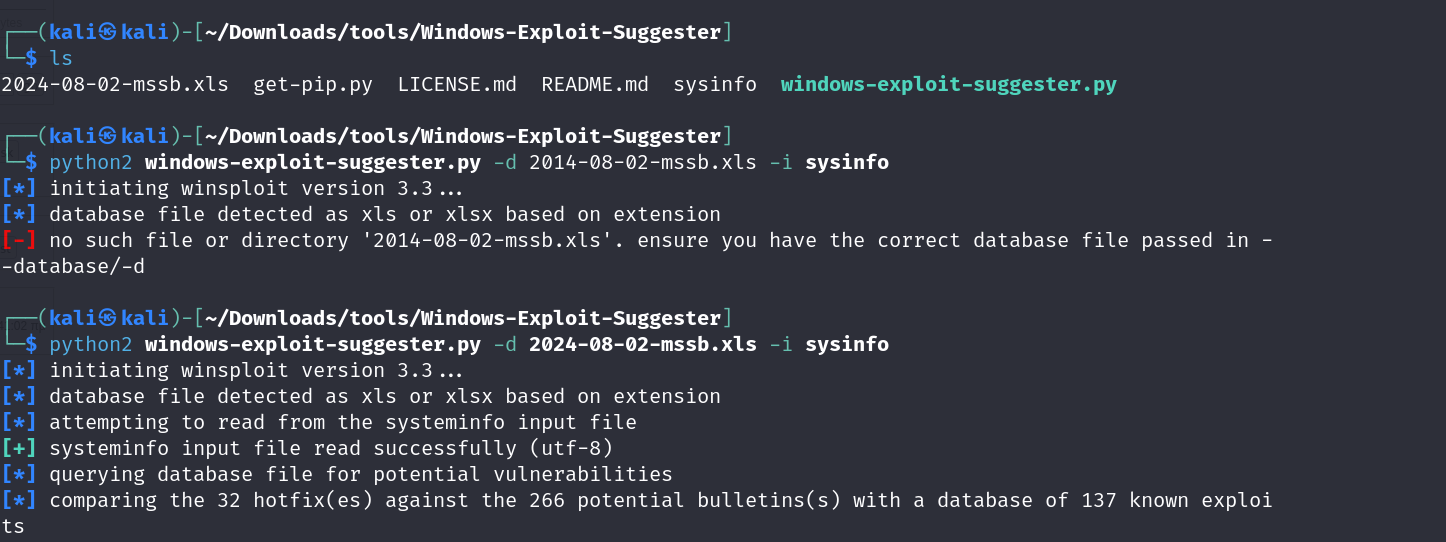 ┌──(kali㉿kali)-[~/Downloads/tools/Windows-Exploit-Suggester]
└─$ ls
2024-08-02-mssb.xls  get-pip.py  LICENSE.md  README.md  sysinfo  windows-exploit-suggester.py
┌──(kali㉿kali)-[~/Downloads/tools/Windows-Exploit-Suggester]
└─$ python2 windows-exploit-suggester.py -d 2014-08-02-mssb.xls -i sysinfo
[*] initiating winsploit version 3.3...
[*] database file detected as xls or xlsx based on extension
[-] no such file or directory '2014-08-02-mssb.xls'. ensure you have the correct database file passed in -
-database/-d
┌──(kali㉿kali)-[~/Downloads/tools/Windows-Exploit-Suggester]
└─$ python2 windows-exploit-suggester.py -d 2024-08-02-mssb.xls -i sysinfo
[*] initiating winsploit version 3.3...
[*] database file detected as xls or xlsx based on extension
[*] attempting to read from the systeminfo input file
[+] systeminfo input file read successfully (utf-8)
[*] querying database file for potential vulnerabilities
[*] comparing the 32 hotfix(es) against the 266 potential bulletins(s) with a database of 137 known exploi
ts